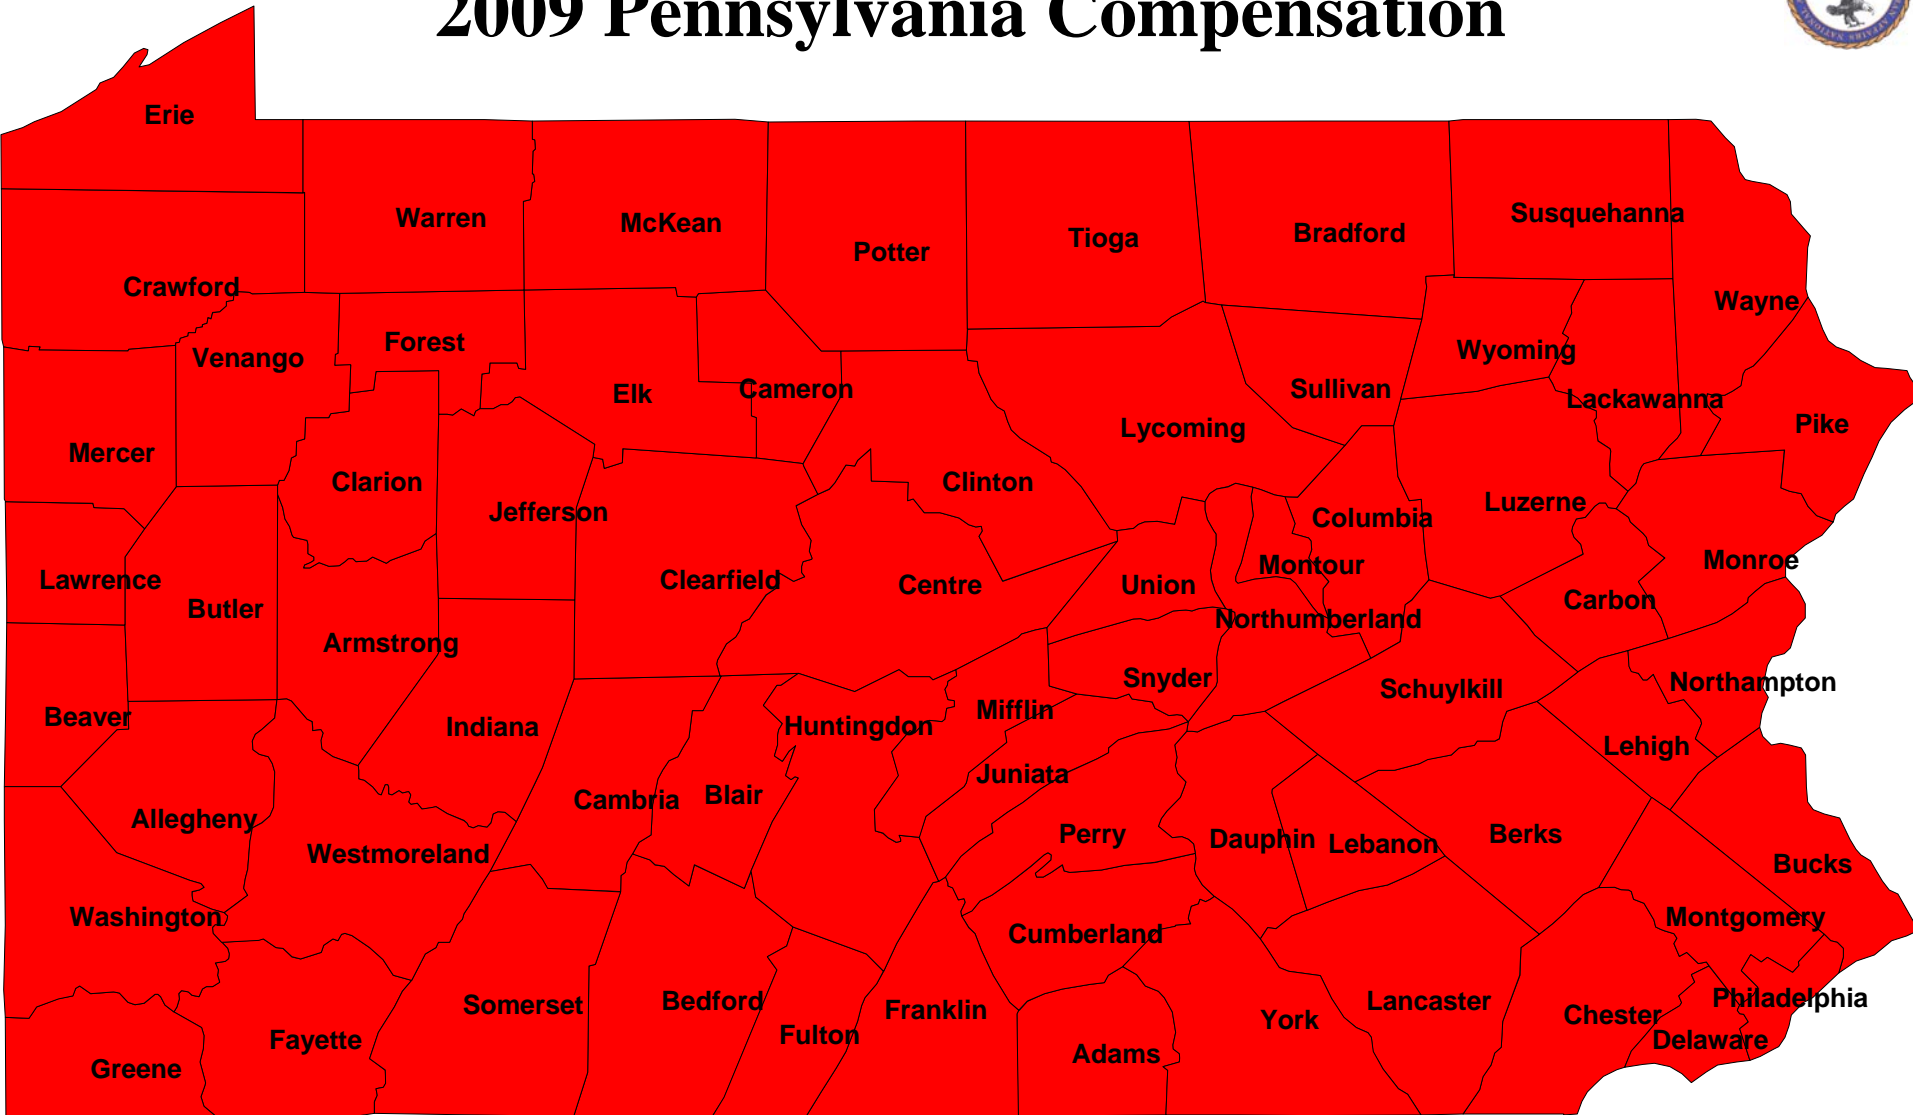 2009 Pennsylvania Compensation
Erie
Warren
McKean
Potter
Tioga
Bradford
Susquehanna
Crawford
Wayne
Venango
Forest
Elk
Cameron
Wyoming
Sullivan
Lackawanna
Pike
Mercer
Lycoming
Clarion
Clinton
Jefferson
Columbia
Luzerne
Lawrence
Butler
Clearfield
Centre
Union
Montour
Carbon
Monroe
Armstrong
Northumberland
Snyder
Schuylkill
Northampton
Beaver
Indiana
Huntingdon
Mifflin
Lehigh
Juniata
Allegheny
Cambria
Blair
Perry
Dauphin
Lebanon
Berks
Westmoreland
Bucks
Washington
Cumberland
Montgomery
Somerset
Bedford
Franklin
Lancaster
Philadelphia
Greene
Fayette
Fulton
Adams
York
Chester
Delaware